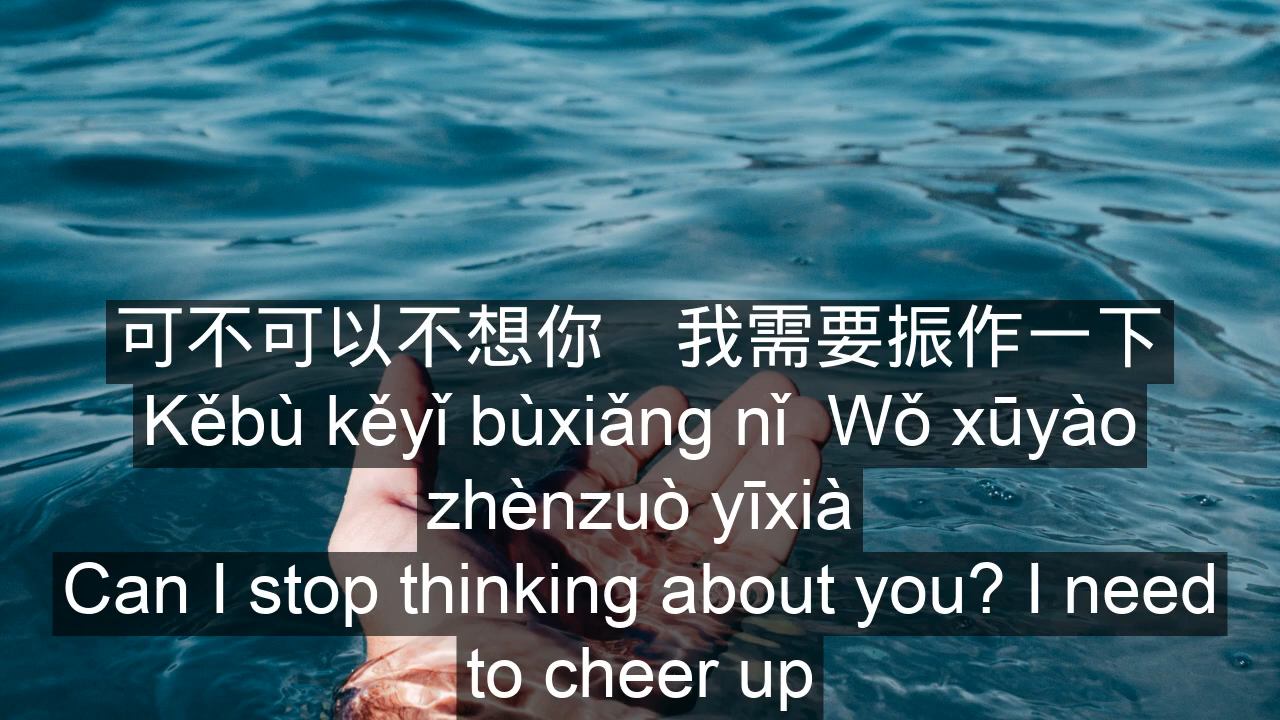 可不可以不想你　我需要振作一下
Kěbù kěyǐ bùxiǎng nǐ  Wǒ xūyào
zhènzuò yīxià
Can I stop thinking about you? I need
to cheer up